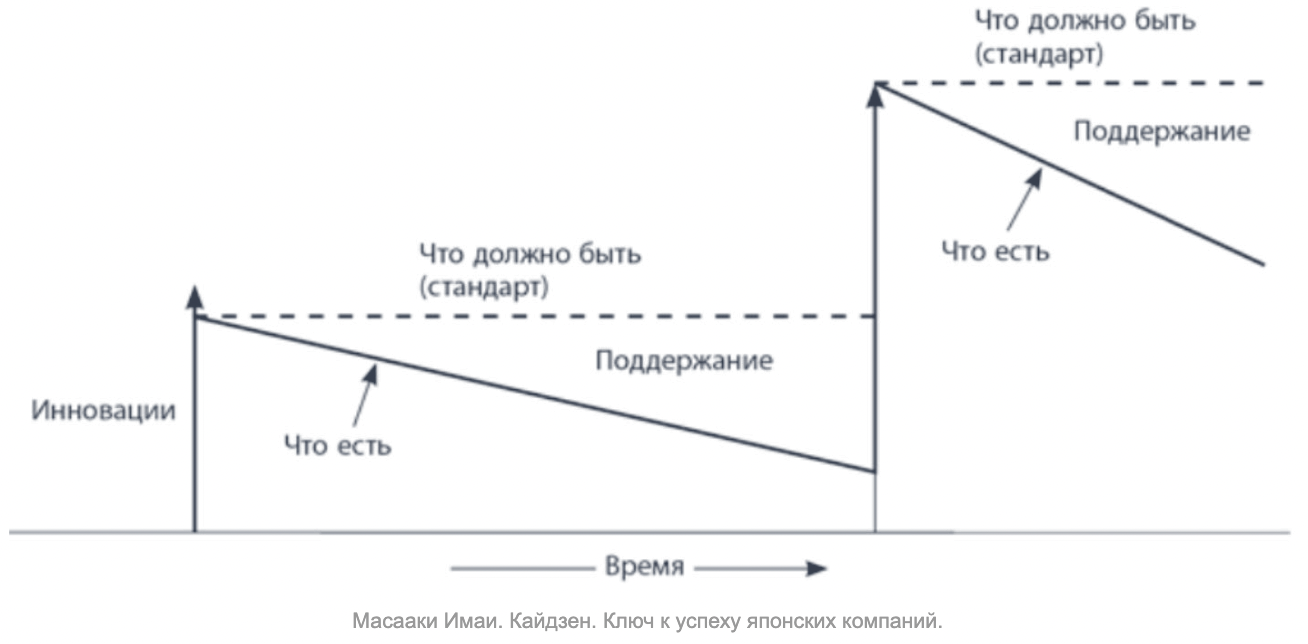 Что должно быть
(стандарт)
Поддержание
Что есть
Что должно быть
(стандарт)
Поддержание
Инновации
Что есть
Время
Масааки Имаи. Кайдзен. Ключ к успеху японских компаний.